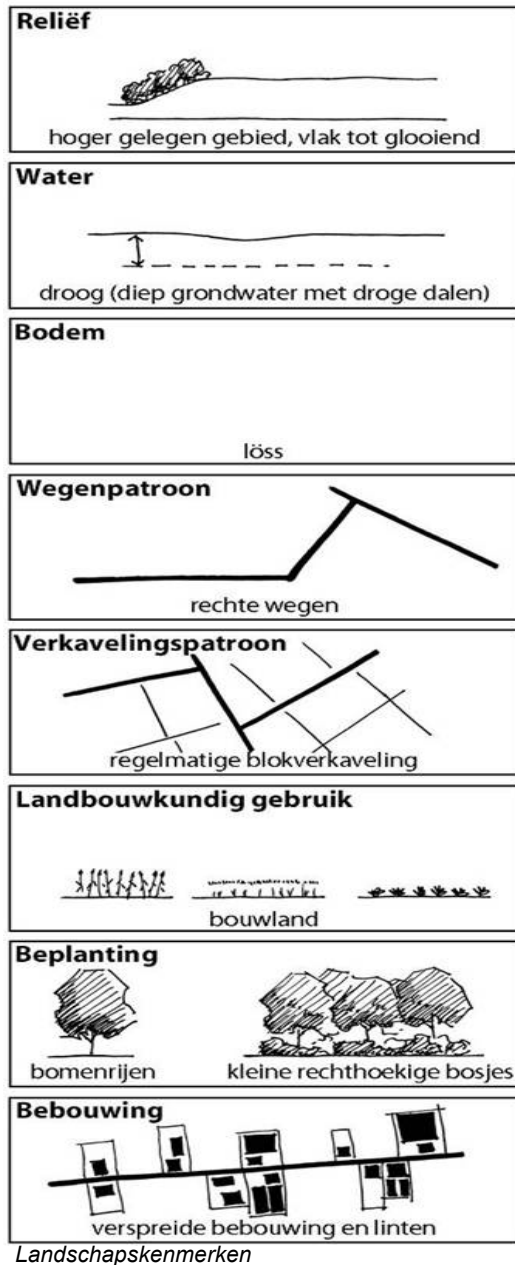 Reliëf
hoger gelegen gebied, vlak tot glooiend
Water
droog (diep grondwater met droge dalen)
Bodem
löss
Wegenpatroon
rechte wegen
Verkavelingspatroon
regelmatige blokverkaveling
Landbouwkundig gebruik
bouwland
Beplanting
bomenrijen kleine rechthoekige bosjes
Bebouwing
verspreide bebouwing en linten
Landschapskenmerken